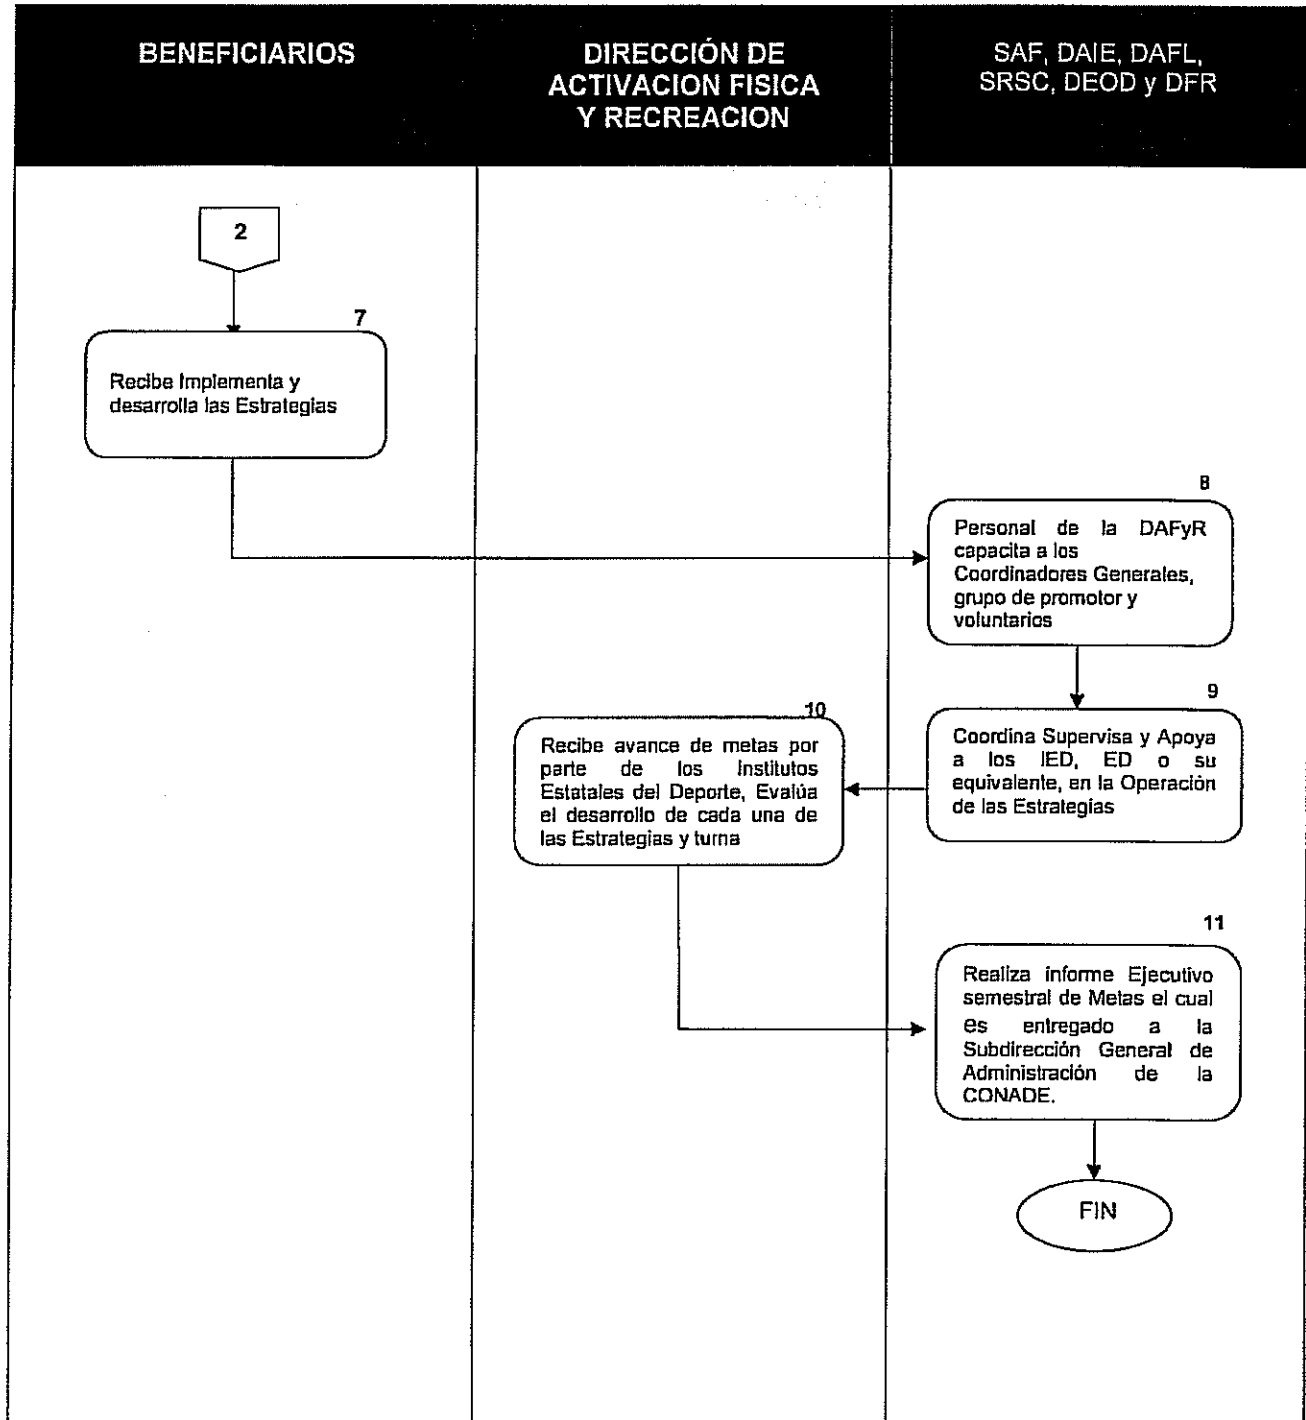 BENEFICIARIOS
DIRECCIÓN DE
ACTIVACION FISICA
Y RECREACION
SAF, DAIE, DAFL,
SRSC, DEOD y DFR
2
7
Recibe Implementa y
desarrolla las Estrategias
8
Personal de la DAFyR
capacita a los
Coordinadores Generales,
grupo de promotor y
voluntarios
9
Coordina Supervisa y Apoya
a los IED, ED o su
equivalente, en la Operación
de las Estrategias
10
Recibe avance de metas por
parte de los Institutos
Estatales del Deporte, Evalúa
el desarrollo de cada una de
las Estrategias y turna
11
Realiza informe Ejecutivo
semestral de Metas el cual
es entregado a la
Subdirección General de
Administración de la
CONADE.
FIN